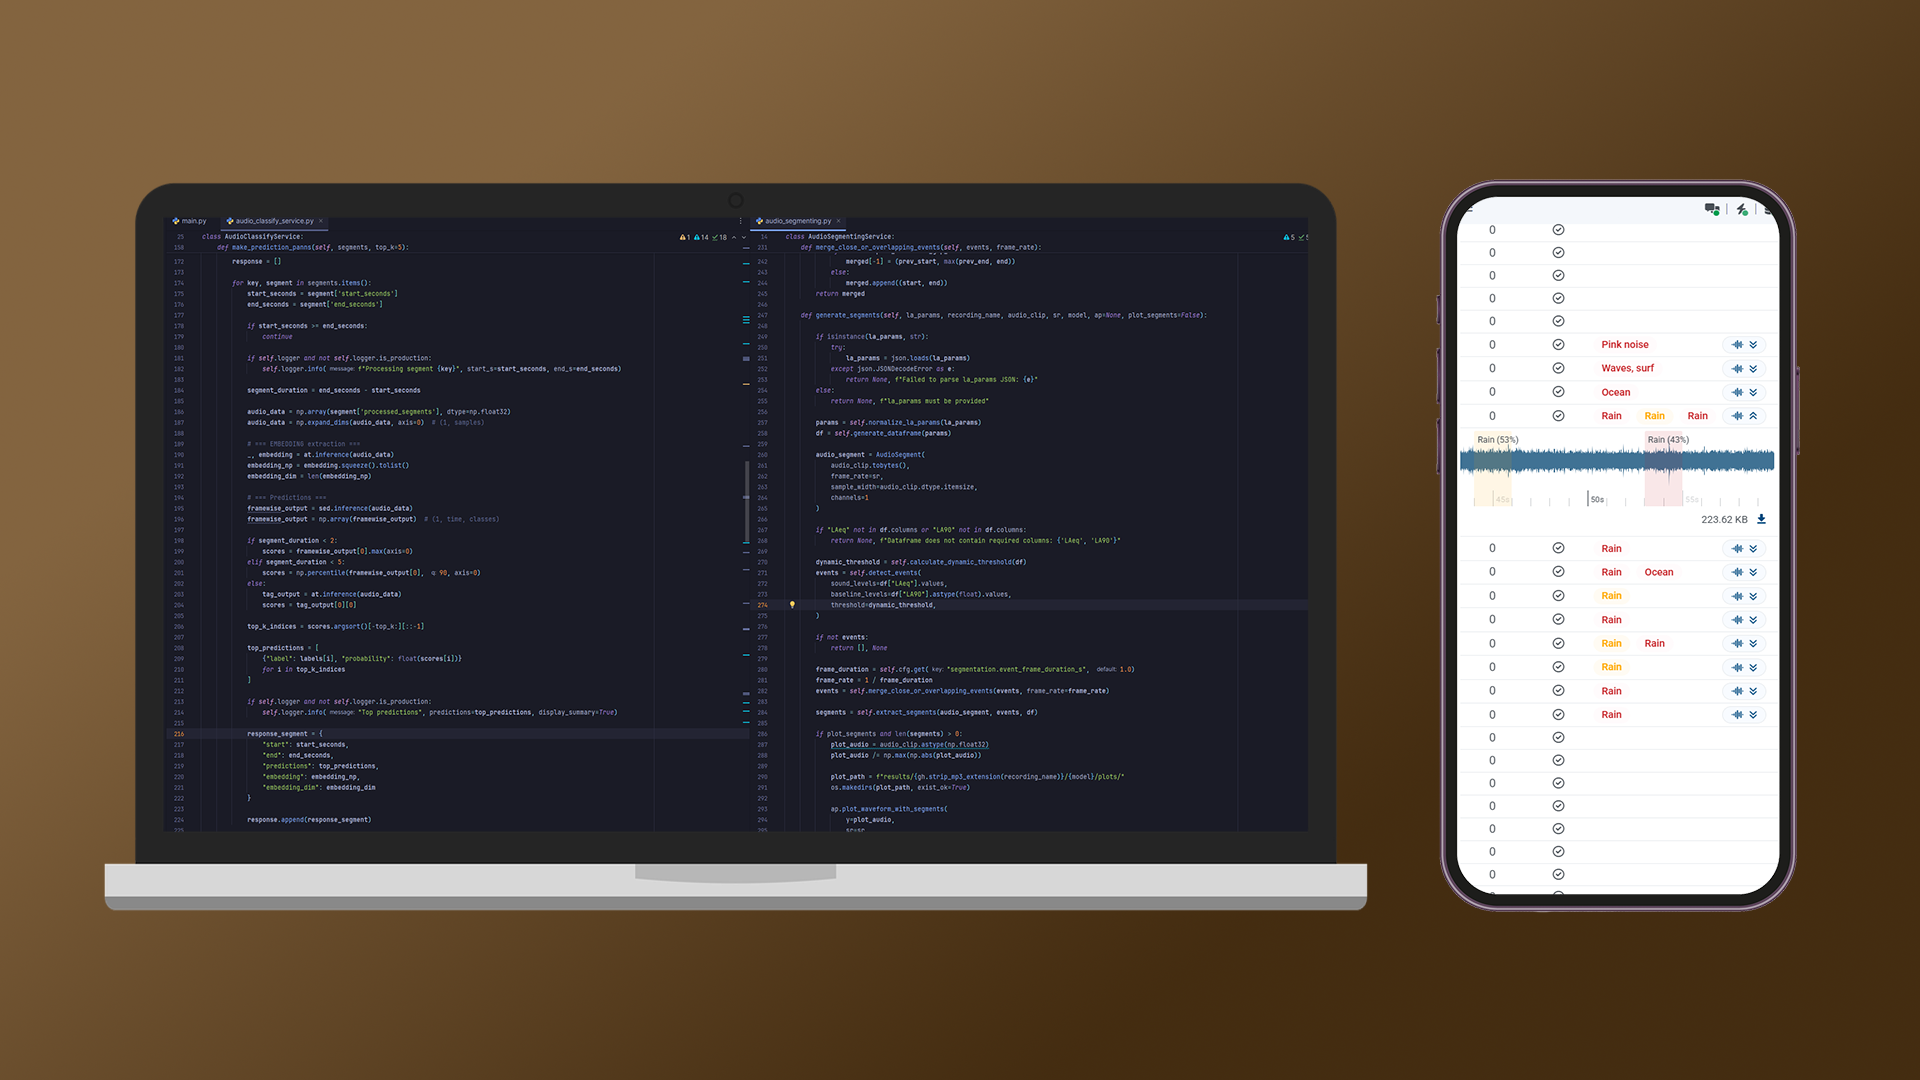 main.py
audio_classify_service.py ×
1 14 18
25 class AudioClassifyService:
158 def make_prediction_panns(self, segments, top_k=5):
172 response = []
173
174 for key, segment in segments.items():
175 start_seconds = segment['start_seconds']
176 end_seconds = segment['end_seconds']
177
178 if start_seconds >= end_seconds:
179 continue
180
181 if self.logger and not self.logger.is_production:
182 self.logger.info( message: f"Processing segment {key}", start_s=start_seconds, end_s=end_seconds)
183
184 segment_duration = end_seconds - start_seconds
185
186 audio_data = np.array(segment['processed_segments'], dtype=np.float32)
187 audio_data = np.expand_dims(audio_data, axis=0) # (1, samples)
188
189 # === EMBEDDING extraction ===
190 _, embedding = at.inference(audio_data)
191 embedding_np = embedding.squeeze().tolist()
192 embedding_dim = len(embedding_np)
193
194 # === Predictions ===
195 framewise_output = sed.inference(audio_data)
196 framewise_output = np.array(framewise_output) # (1, time, classes)
197
198 if segment_duration < 2:
199 scores = framewise_output[0].max(axis=0)
200 elif segment_duration < 5:
201 scores = np.percentile(framewise_output[0], q: 90, axis=0)
202 else:
203 tag_output = at.inference(audio_data)
204 scores = tag_output[0][0]
205
206 top_k_indices = scores.argsort()[-top_k:][::-1]
207
208 top_predictions = [
209 {"label": labels[i], "probability": float(scores[i])}
210 for i in top_k_indices
211 ]
212
213 if self.logger and not self.logger.is_production:
214 self.logger.info( message: "Top predictions", predictions=top_predictions, display_summary=True)
215
216 response_segment = {
217 "start": start_seconds,
218 "end": end_seconds,
219 "predictions": top_predictions,
220 "embedding": embedding_np,
221 "embedding_dim": embedding_dim
222 }
223
224 response.append(response_segment)
225
audio_segmenting.py ×
5 5
14 class AudioSegmentingService:
231 def merge_close_or_overlapping_events(self, events, frame_rate):
242 merged[-1] = (prev_start, max(prev_end, end))
243 else:
244 merged.append((start, end))
245 return merged
246
247 def generate_segments(self, la_params, recording_name, audio_clip, sr, model, ap=None, plot_segments=False):
248
249 if isinstance(la_params, str):
250 try:
251 la_params = json.loads(la_params)
252 except json.JSONDecodeError as e:
253 return None, f"Failed to parse la_params JSON: {e}"
254 else:
255 return None, f"la_params must be provided"
256
257 params = self.normalize_la_params(la_params)
258 df = self.generate_dataframe(params)
259
260 audio_segment = AudioSegment(
261 audio_clip.tobytes(),
262 frame_rate=sr,
263 sample_width=audio_clip.dtype.itemsize,
264 channels=1
265 )
266
267 if "LAeq" not in df.columns or "LA90" not in df.columns:
268 return None, f"Dataframe does not contain required columns: {'LAeq', 'LA90'}"
269
270 dynamic_threshold = self.calculate_dynamic_threshold(df)
271 events = self.detect_events(
272 sound_levels=df["LAeq"].values,
273 baseline_levels=df["LA90"].astype(float).values,
274 threshold=dynamic_threshold,
275 )
276
277 if not events:
278 return [], None
279
280 frame_duration = self.cfg.get( key: "segmentation.event_frame_duration_s", default: 1.0)
281 frame_rate = 1 / frame_duration
282 events = self.merge_close_or_overlapping_events(events, frame_rate=frame_rate)
283
284 segments = self.extract_segments(audio_segment, events, df)
285
286 if plot_segments and len(segments) > 0:
287 plot_audio = audio_clip.astype(np.float32)
288 plot_audio /= np.max(np.abs(plot_audio))
289
290 plot_path = f"results/{gh.strip_mp3_extension(recording_name)}/{model}/plots/"
291 os.makedirs(plot_path, exist_ok=True)
292
293 ap.plot_waveform_with_segments(
294 y=plot_audio,
295 sr=sr
0
0
0
0
0
0 Pink noise
0 Waves, surf
0 Ocean
0 Rain Rain Rain
Rain (53%) Rain (43%)
45s 50s 55s
223.62 KB
0 Rain
0 Rain Ocean
0 Rain
0 Rain
0 Rain Rain
0 Rain
0 Rain
0 Rain
0
0
0
0
0
0
0